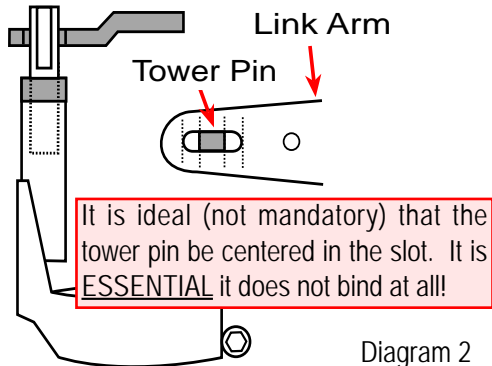 Link Arm
Tower Pin
It is ideal (not mandatory) that the
tower pin be centered in the slot. It is
ESSENTIAL it does not bind at all!
Diagram 2